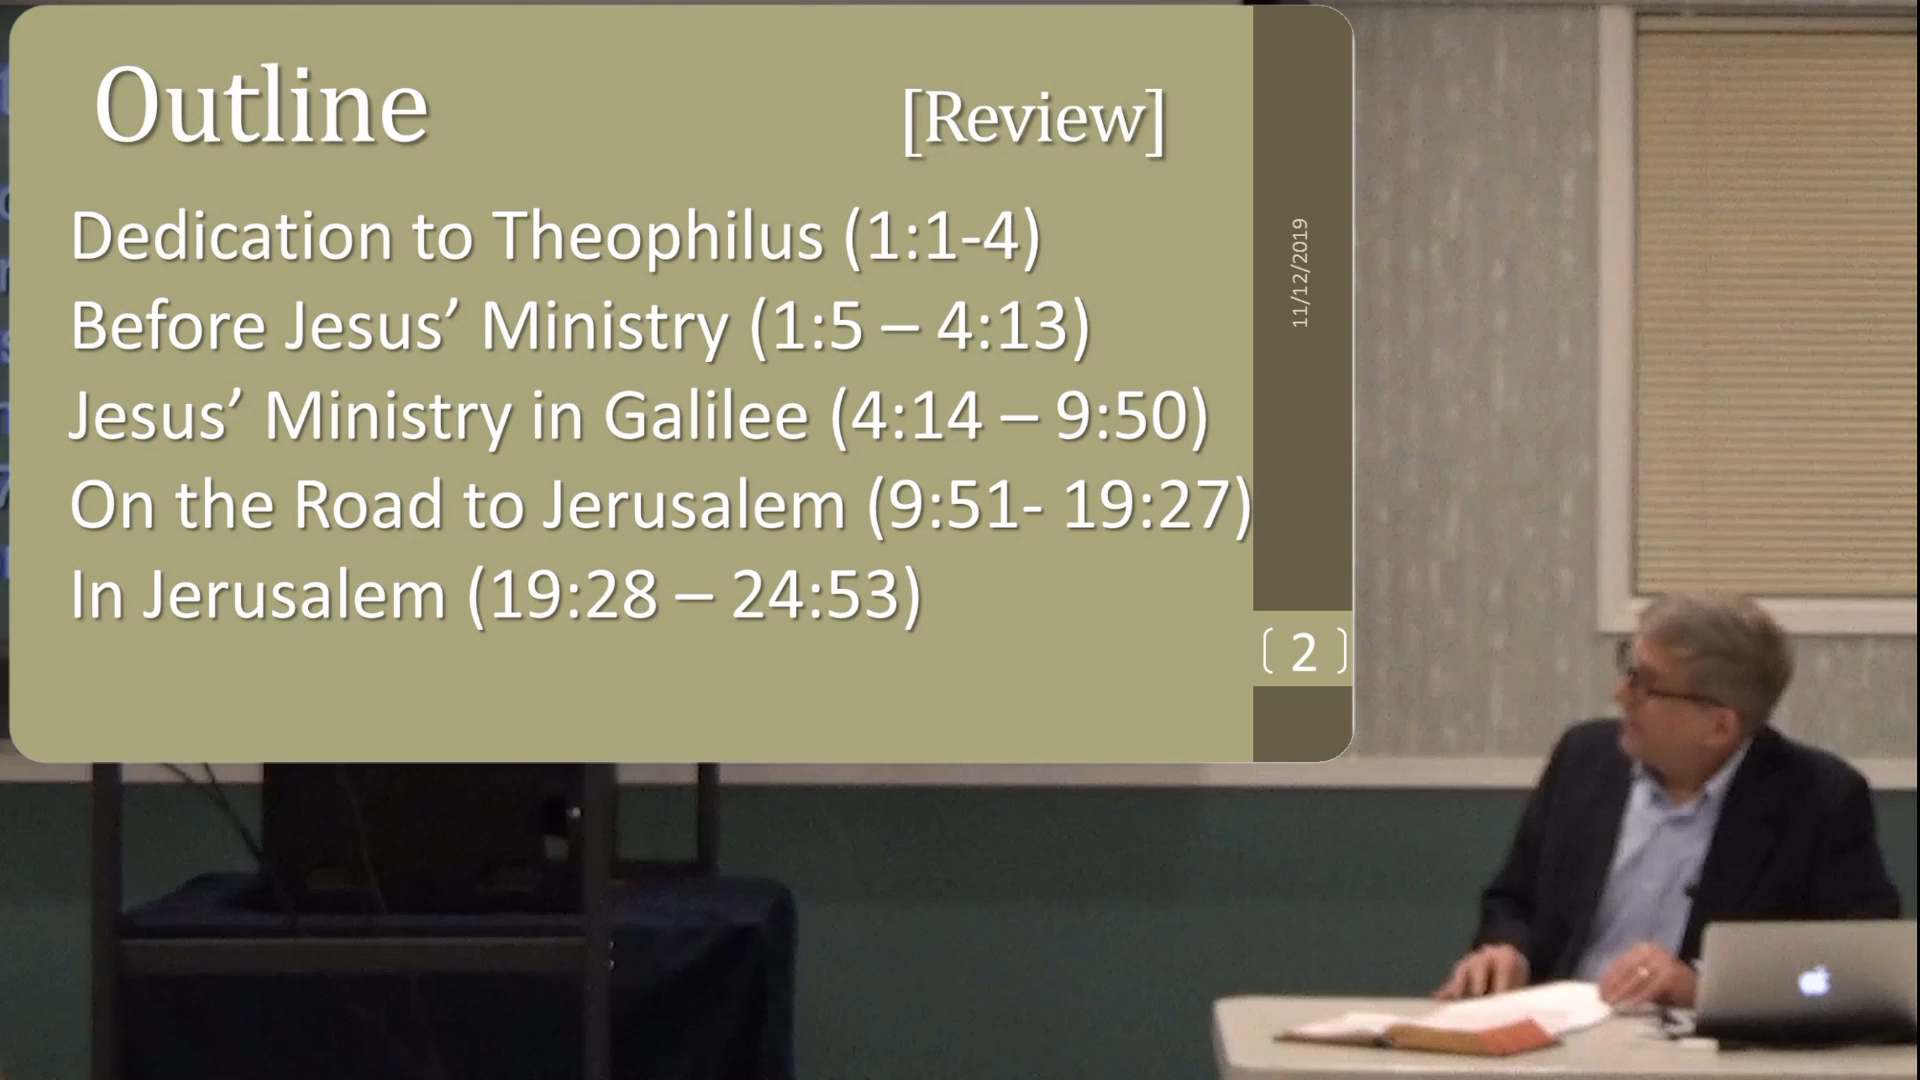 Outline [Review]
Dedication to Theophilus (1:1-4)
Before Jesus’ Ministry (1:5 – 4:13)
Jesus’ Ministry in Galilee (4:14 – 9:50)
On the Road to Jerusalem (9:51- 19:27)
In Jerusalem (19:28 – 24:53)
11/12/2019
2